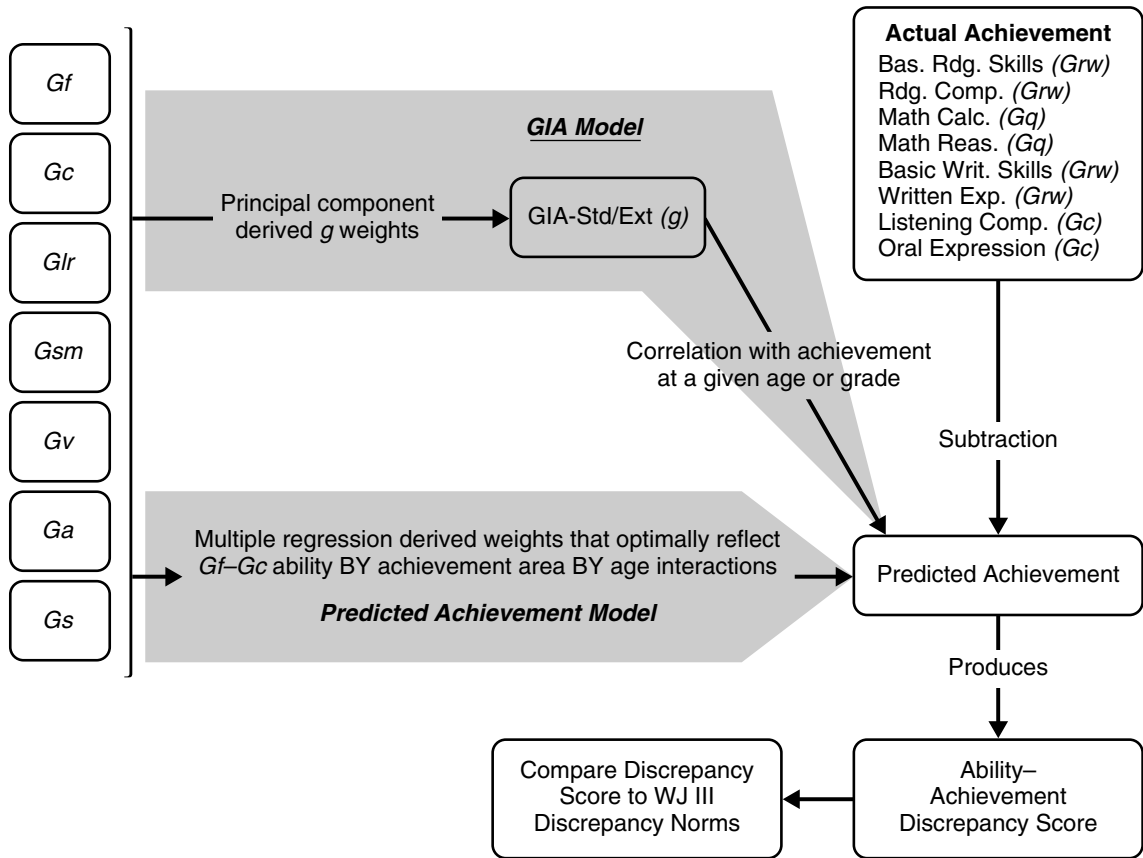 Gf
Gc
Glr
Gsm
Gv
Ga
Gs
GIA Model
Principal component
derived g weights
GIA-Std/Ext (g)
Correlation with achievement
at a given age or grade
Multiple regression derived weights that optimally reflect
Gf–Gc ability BY achievement area BY age interactions
Predicted Achievement Model
Actual Achievement
Bas. Rdg. Skills (Grw)
Rdg. Comp. (Grw)
Math Calc. (Gq)
Math Reas. (Gq)
Basic Writ. Skills (Grw)
Written Exp. (Grw)
Listening Comp. (Gc)
Oral Expression (Gc)
Subtraction
Predicted Achievement
Produces
Ability–
Achievement
Discrepancy Score
Compare Discrepancy
Score to WJ III
Discrepancy Norms